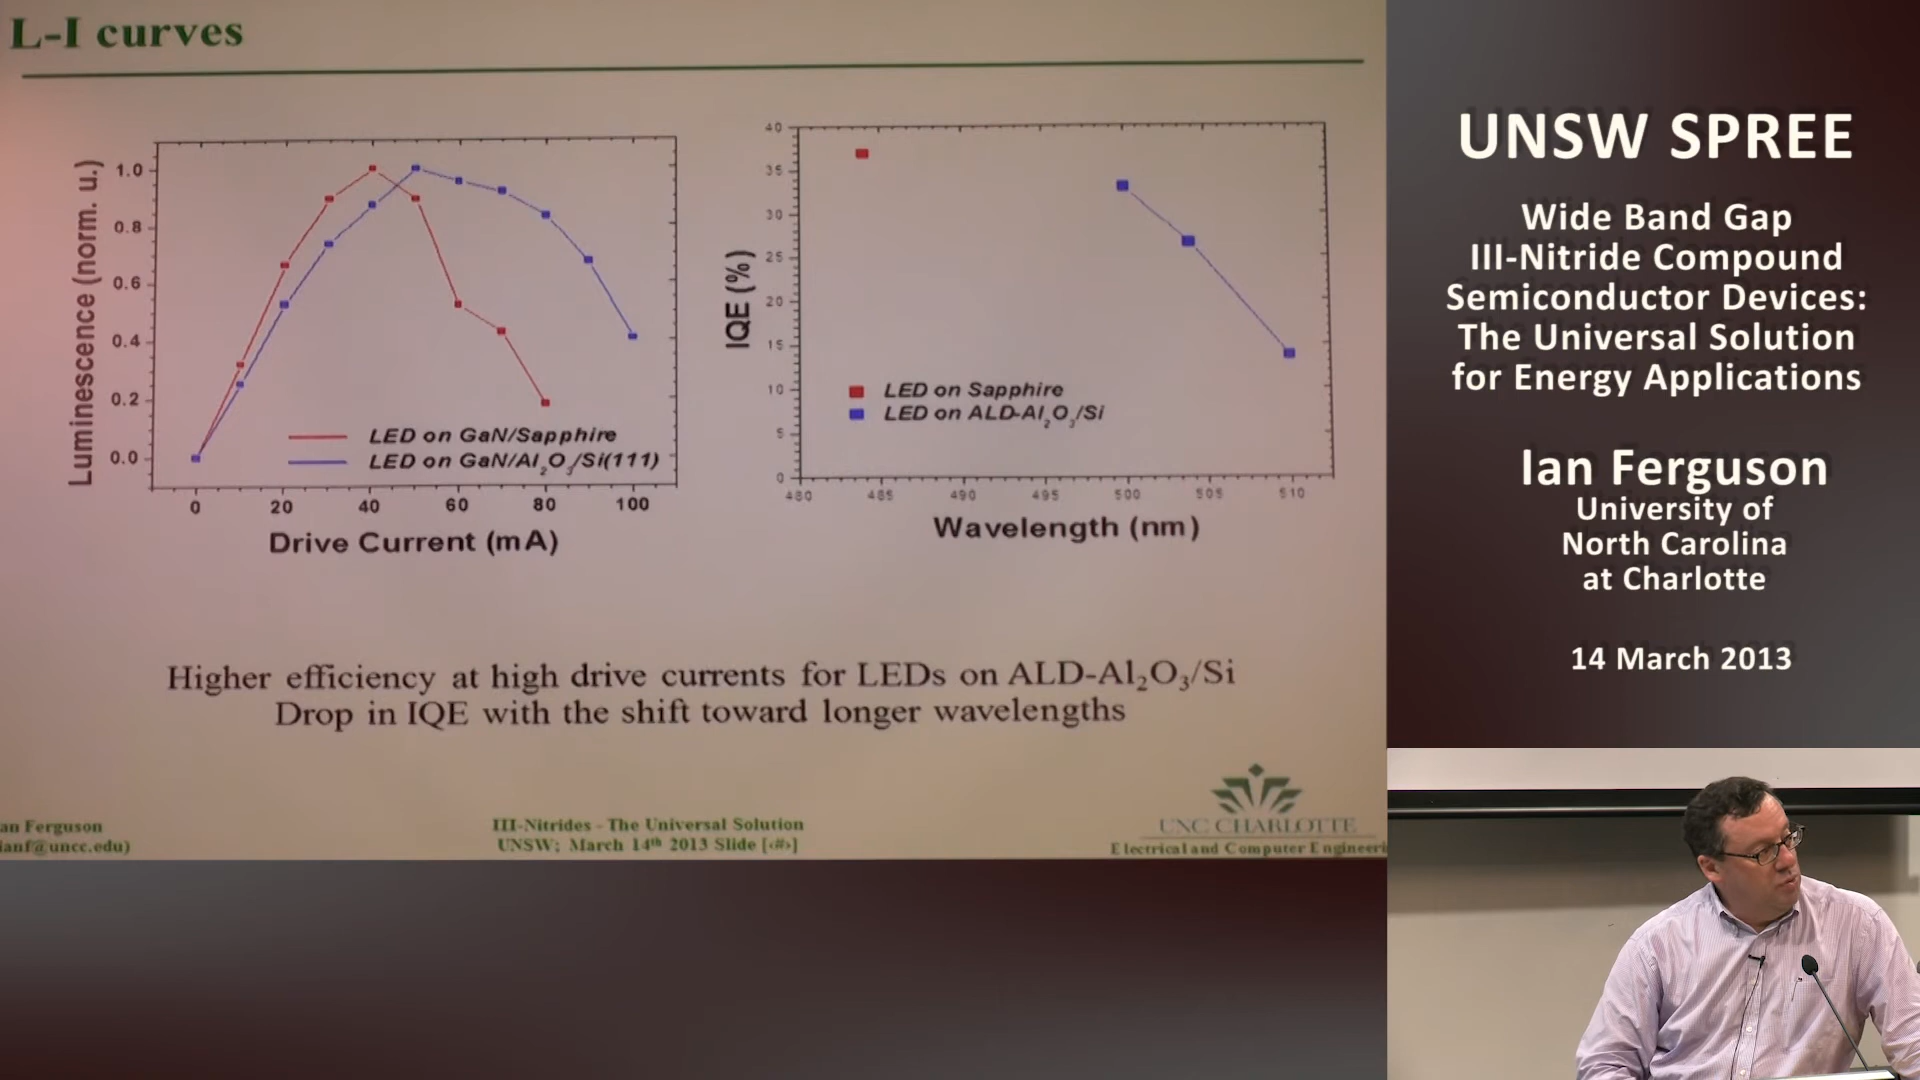 L-I curves
Luminescence (norm. u.)
1.0
0.8
0.6
0.4
0.2
0.0
LED on GaN/Sapphire
LED on GaN/Al₂O₃/Si(111)
0 20 40 60 80 100
Drive Current (mA)
IQE (%)
40
35
30
25
20
15
10
5
0
LED on Sapphire
LED on ALD-Al₂O₃/Si
480 485 490 495 500 505 510
Wavelength (nm)
Higher efficiency at high drive currents for LEDs on ALD-Al₂O₃/Si
Drop in IQE with the shift toward longer wavelengths
an Ferguson
ianf@uncc.edu)
III-Nitrides - The Universal Solution
UNSW; March 14th 2013 Slide [‹#›]
UNC CHARLOTTE
Electrical and Computer Engineeri
UNSW SPREE
Wide Band Gap
III-Nitride Compound
Semiconductor Devices:
The Universal Solution
for Energy Applications
Ian Ferguson
University of
North Carolina
at Charlotte
14 March 2013